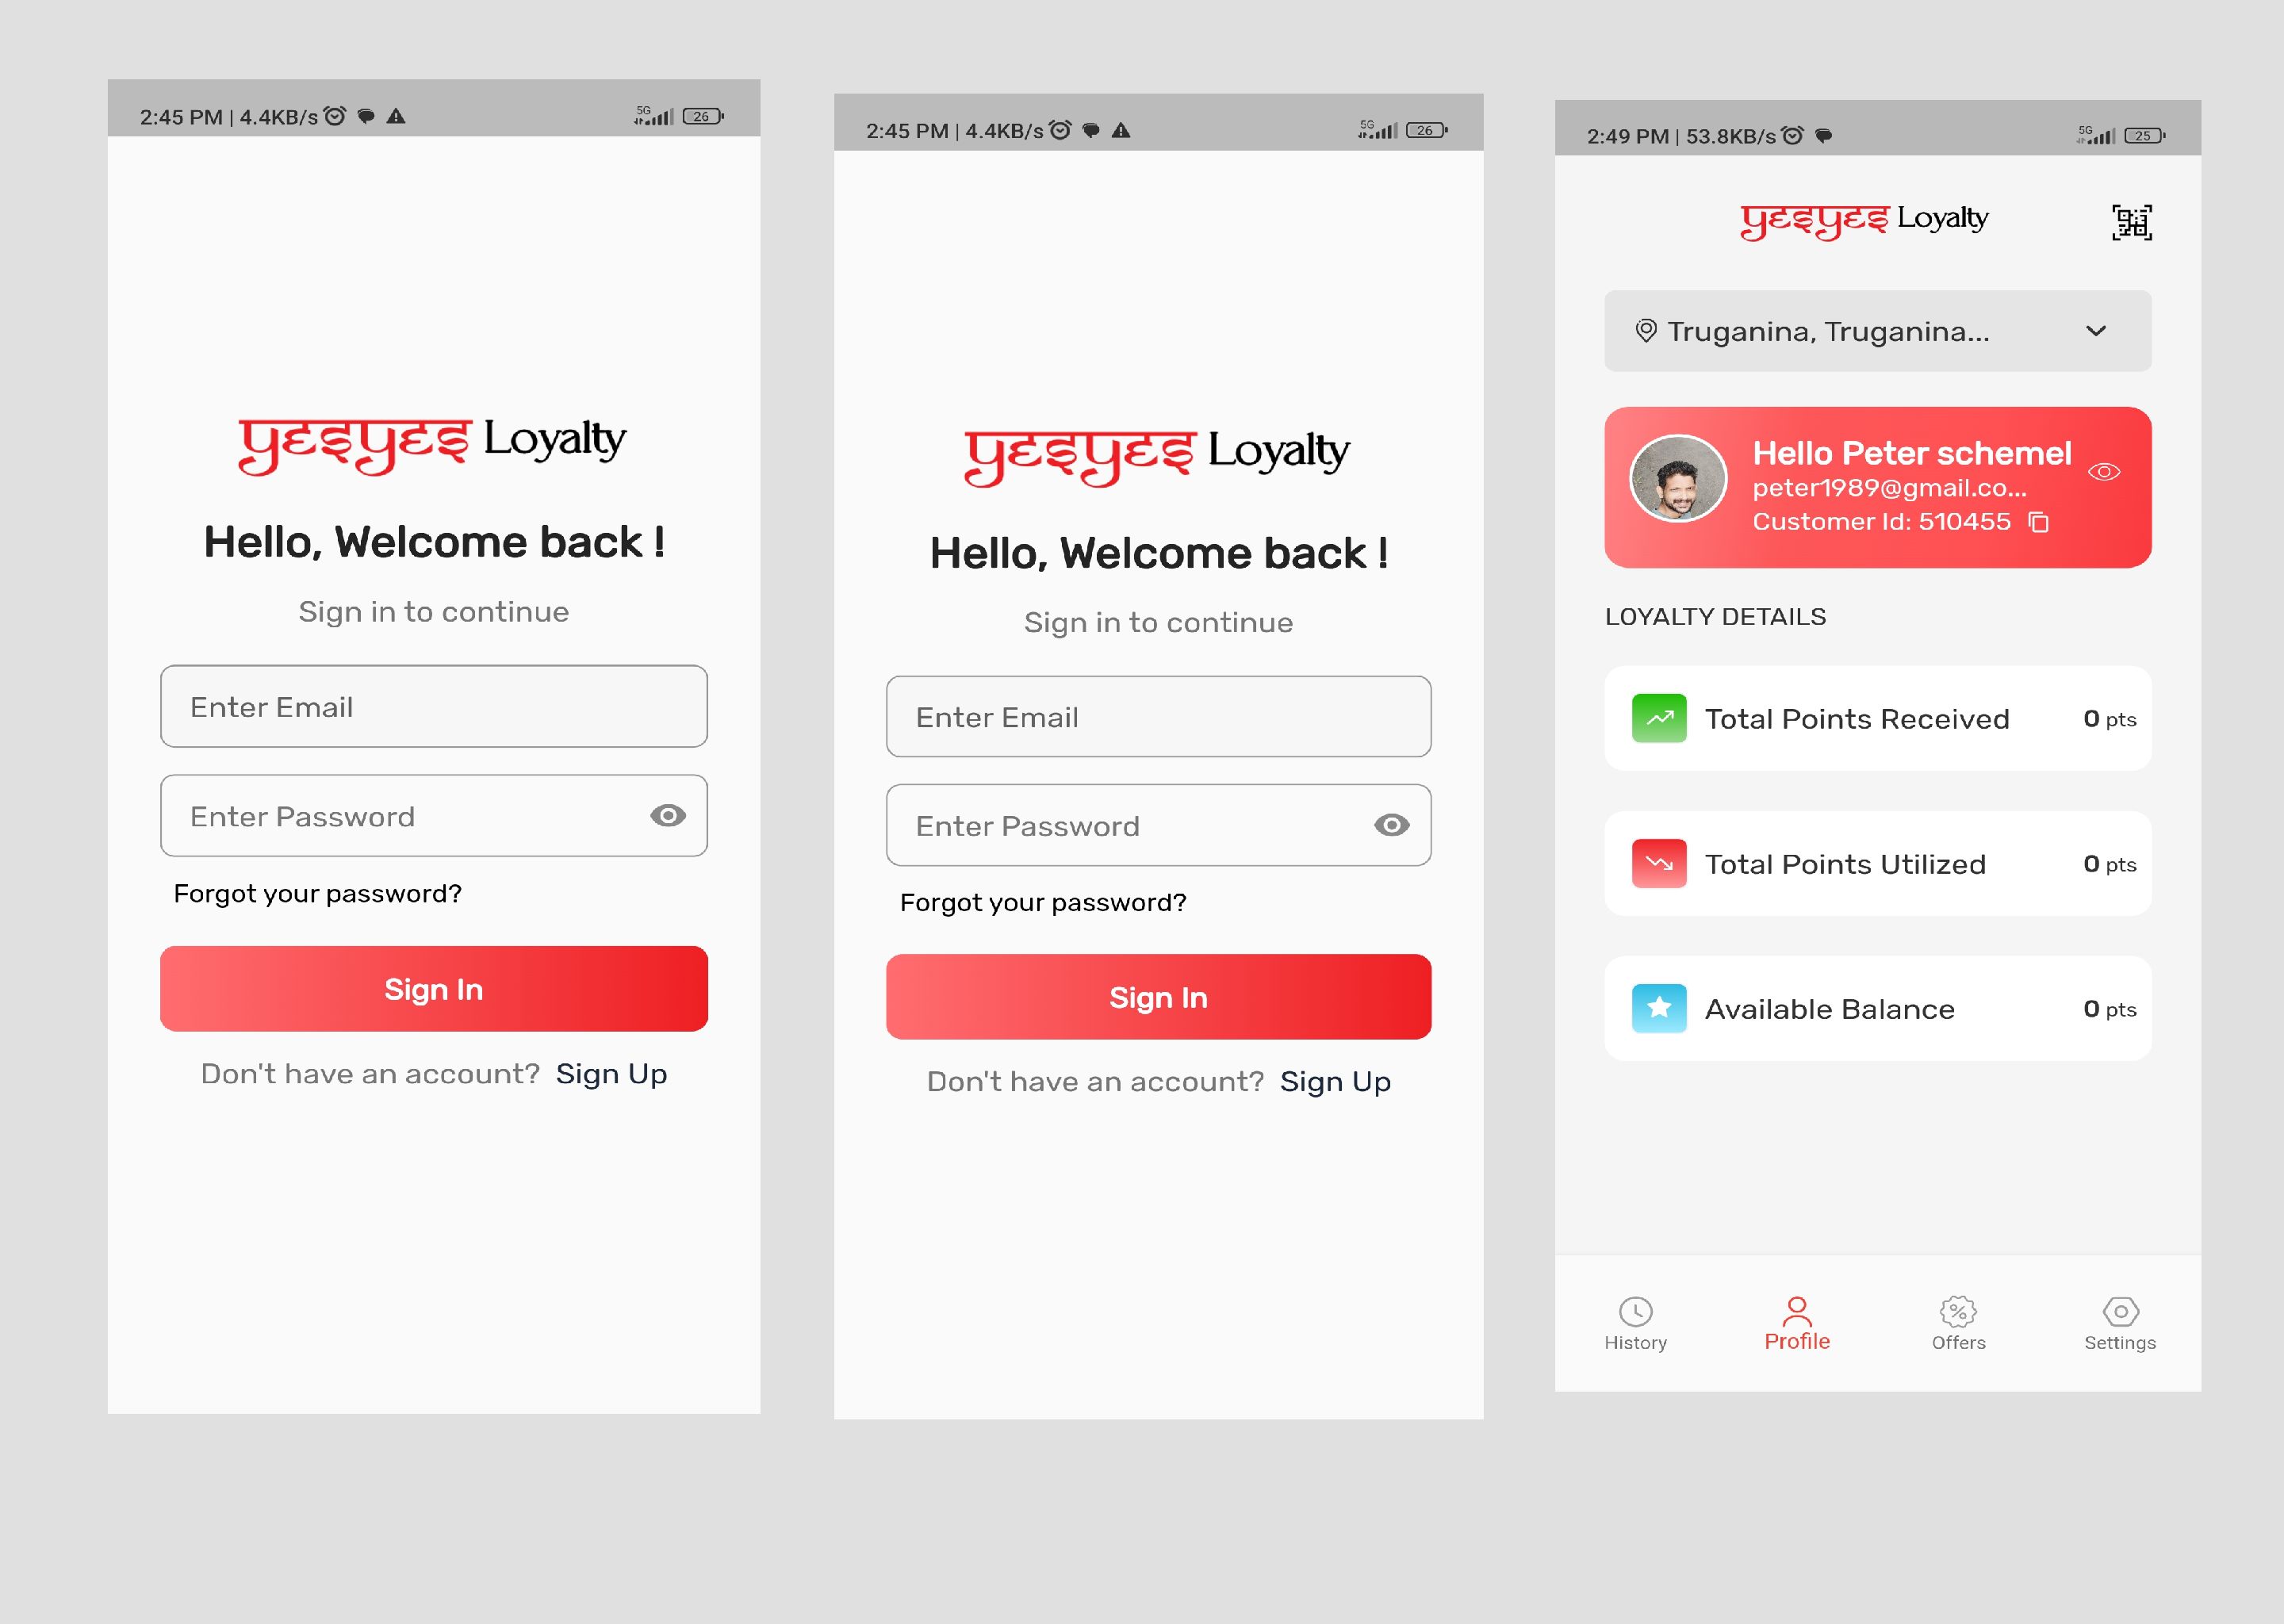 2:45 PM | 4.4KB/s
5G
26
yesyes Loyalty
Hello, Welcome back !
Sign in to continue
Enter Email
Enter Password
Forgot your password?
Sign In
Don't have an account? Sign Up
2:45 PM | 4.4KB/s
5G
26
yesyes Loyalty
Hello, Welcome back !
Sign in to continue
Enter Email
Enter Password
Forgot your password?
Sign In
Don't have an account? Sign Up
2:49 PM | 53.8KB/s
5G
25
yesyes Loyalty
Truganina, Truganina...
Hello Peter schemel
peter1989@gmail.co...
Customer Id: 510455
LOYALTY DETAILS
Total Points Received 0 pts
Total Points Utilized 0 pts
Available Balance 0 pts
History Profile Offers Settings